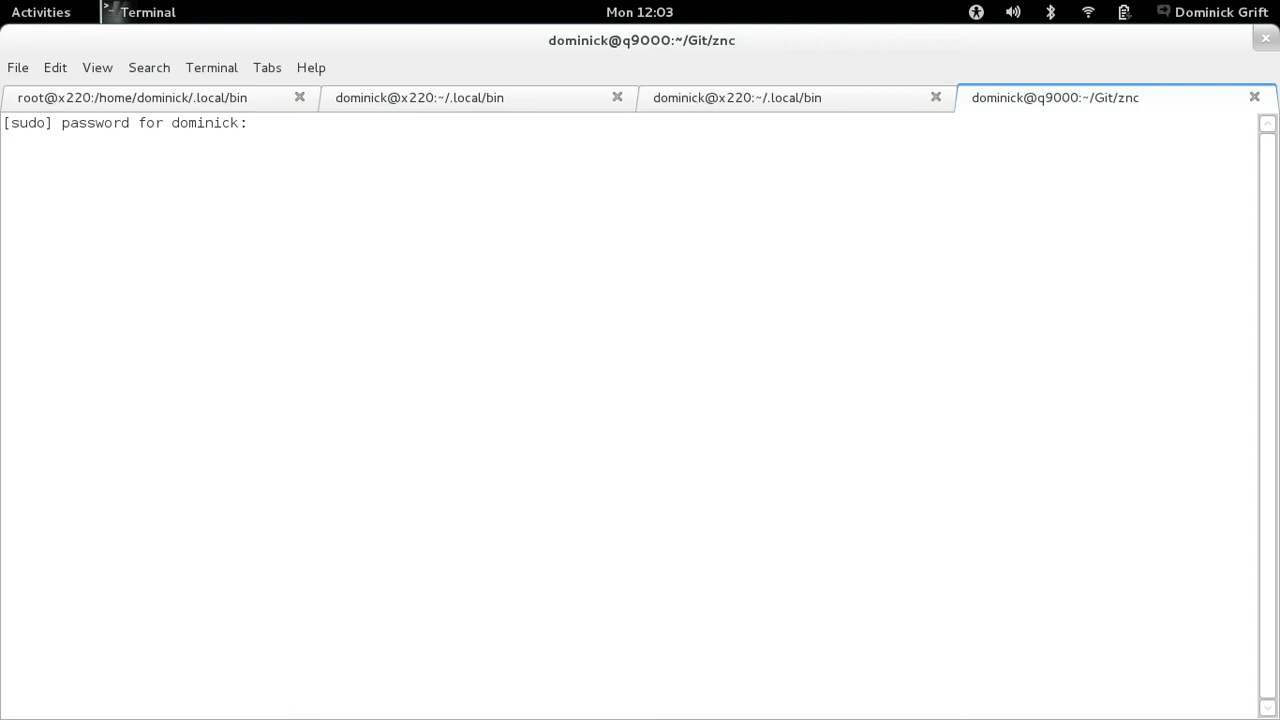 Activities
Terminal
Mon 12:03
Dominick Grift
dominick@q9000:~/Git/znc
File Edit View Search Terminal Tabs Help
root@x220:/home/dominick/.local/bin
dominick@x220:~/.local/bin
dominick@x220:~/.local/bin
dominick@q9000:~/Git/znc
[sudo] password for dominick: